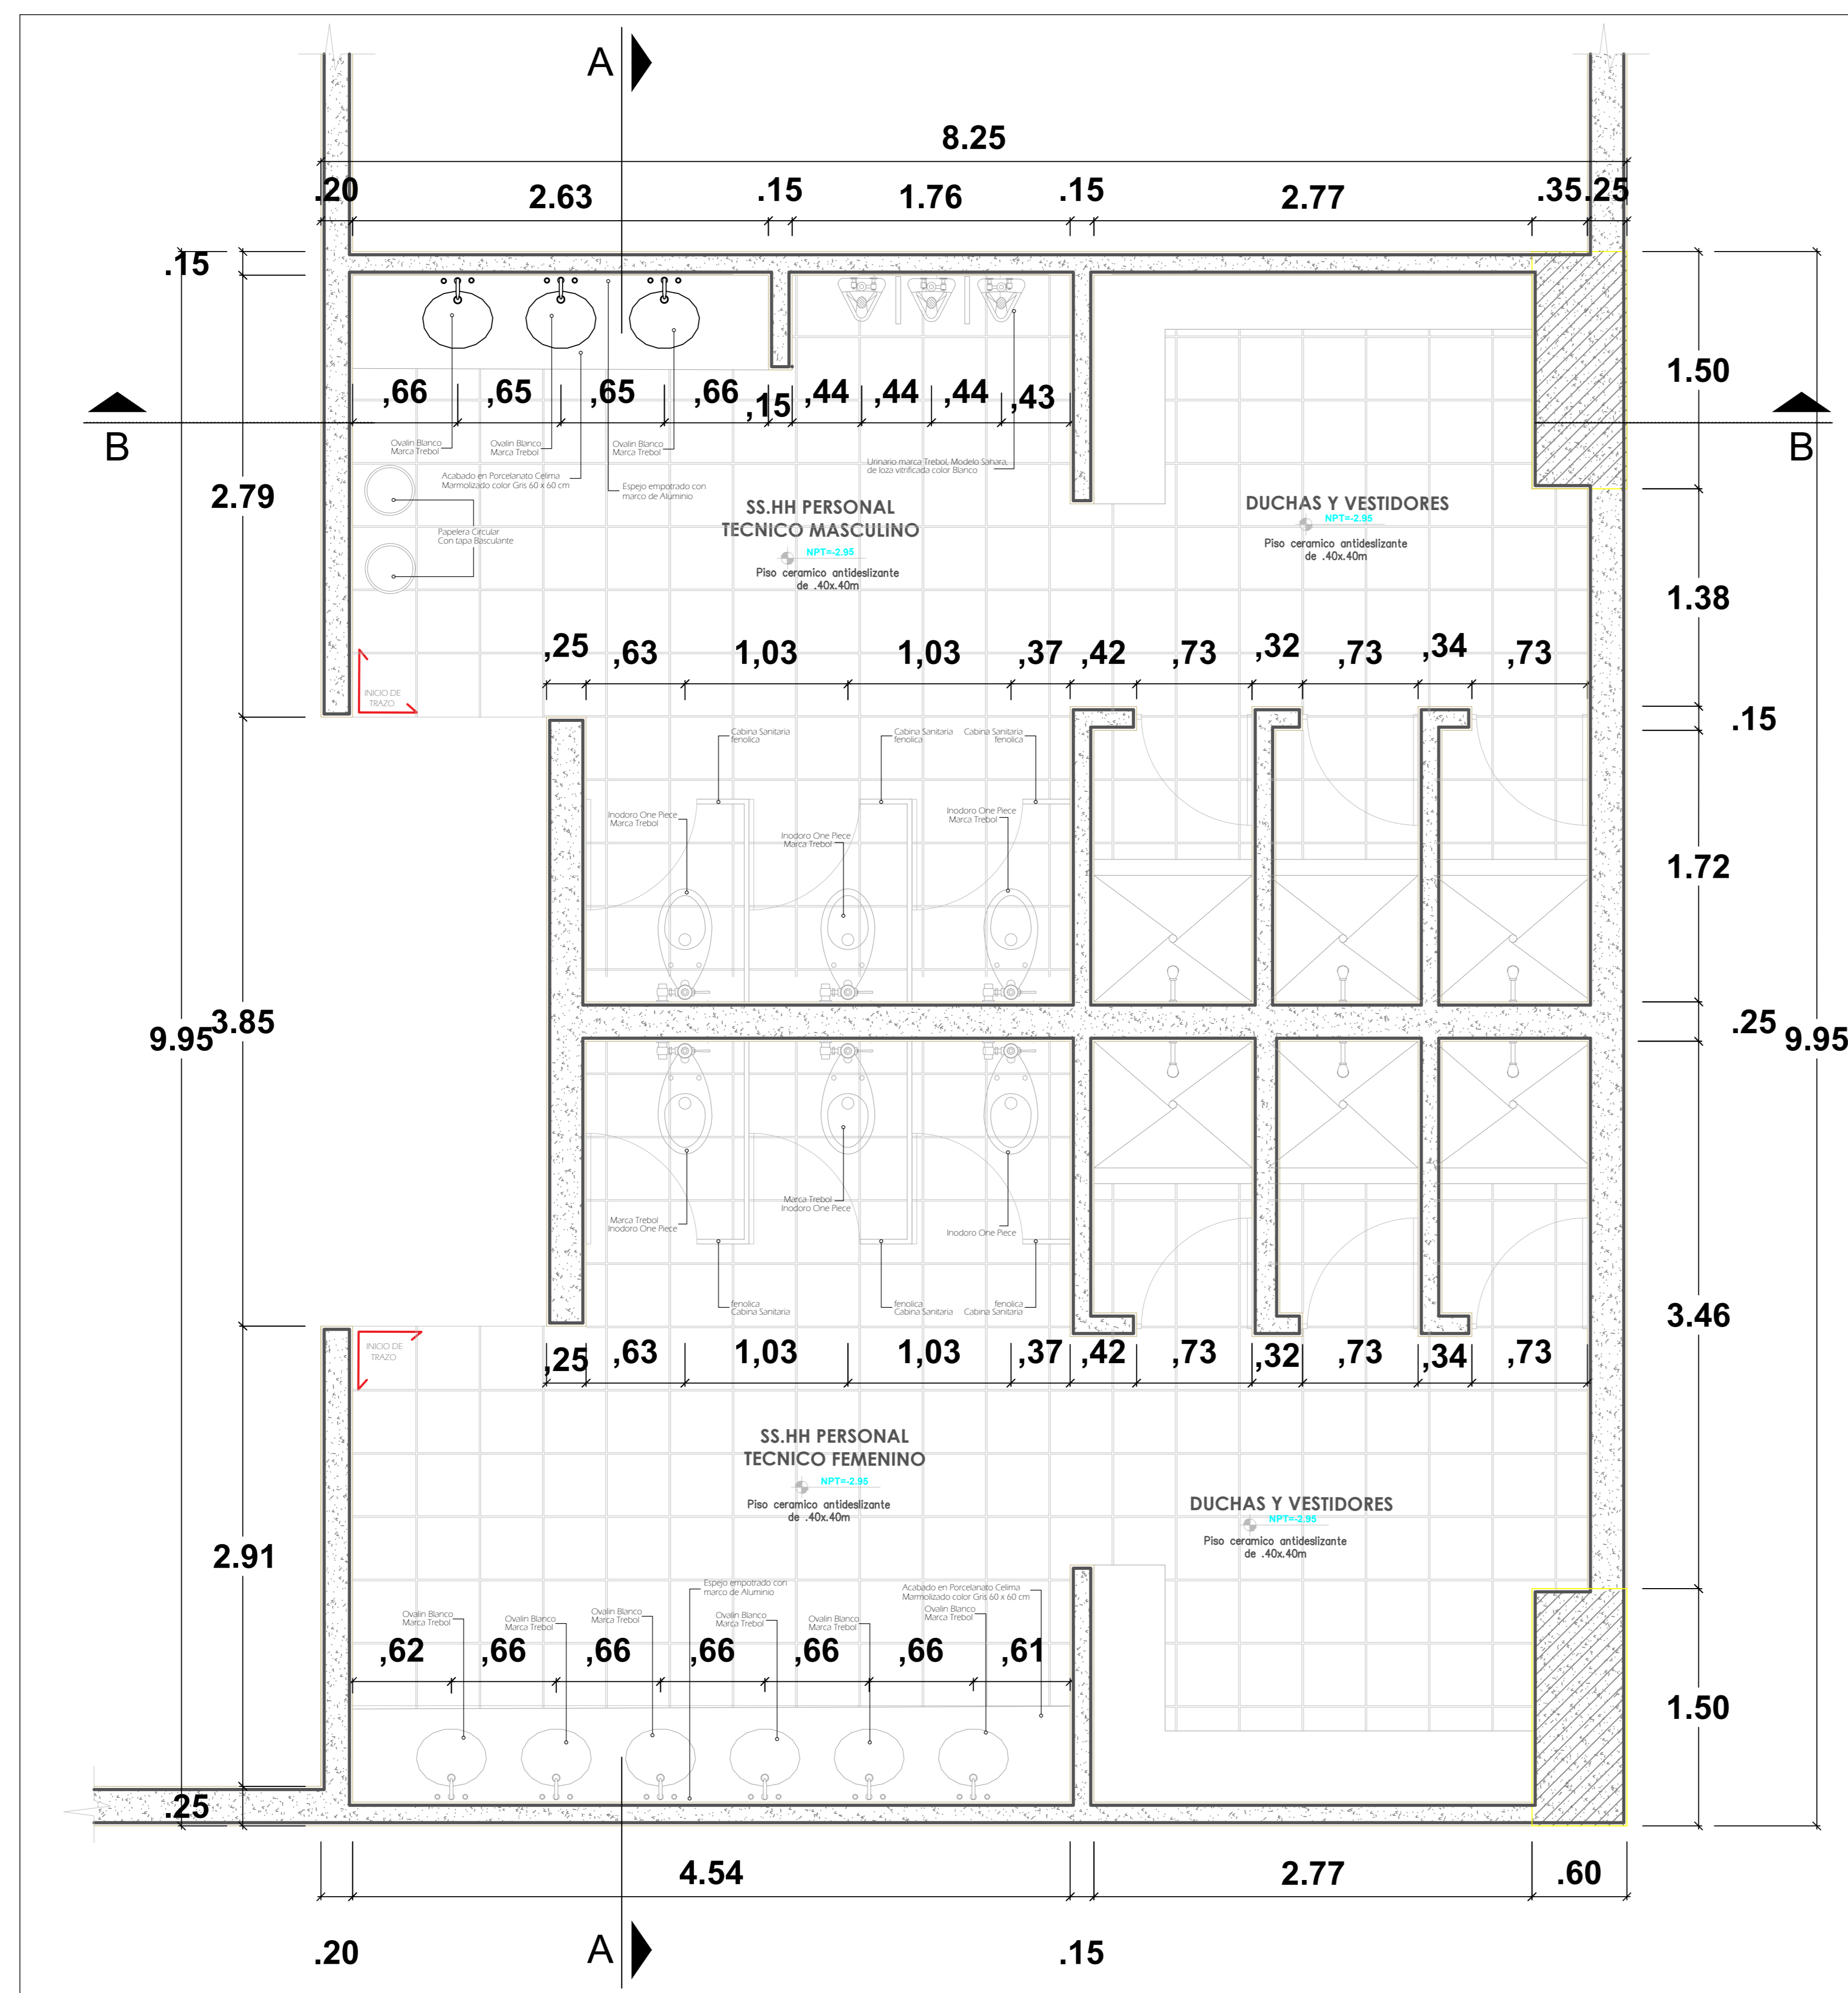 A
8.25
.20 2.63 .15 1.76 .15 2.77 .35 .25
.15
,66 ,65 ,65 ,66 ,15 ,44 ,44 ,44 ,43
1.50
B
B
Ovalin Blanco
Marca Trebol
Ovalin Blanco
Marca Trebol
Ovalin Blanco
Marca Trebol
Acabado en Porcelanato Celima
Marmolizado color Gris 60 x 60 cm
Espejo empotrado con
marco de Aluminio
Urinario marca Trebol, Modelo Sahara,
de loza vitrificada color Blanco
2.79
Papelera Circular
Con tapa Basculante
SS.HH PERSONAL
TECNICO MASCULINO
NPT=-2.95
Piso ceramico antideslizante
de .40x.40m
DUCHAS Y VESTIDORES
NPT=-2.95
Piso ceramico antideslizante
de .40x.40m
1.38
,25 ,63 1,03 1,03 ,37 ,42 ,73 ,32 ,73 ,34 ,73
INICIO DE
TRAZO
.15
Cabina Sanitaria
fenolica
Cabina Sanitaria
fenolica
Cabina Sanitaria
fenolica
Inodoro One Piece
Marca Trebol
Inodoro One Piece
Marca Trebol
Inodoro One Piece
Marca Trebol
1.72
9.95
3.85
.25
9.95
Marca Trebol
Inodoro One Piece
Marca Trebol
Inodoro One Piece
Inodoro One Piece
fenolica
Cabina Sanitaria
fenolica
Cabina Sanitaria
fenolica
Cabina Sanitaria
3.46
INICIO DE
TRAZO
,25 ,63 1,03 1,03 ,37 ,42 ,73 ,32 ,73 ,34 ,73
SS.HH PERSONAL
TECNICO FEMENINO
NPT=-2.95
Piso ceramico antideslizante
de .40x.40m
DUCHAS Y VESTIDORES
NPT=-2.95
Piso ceramico antideslizante
de .40x.40m
2.91
Espejo empotrado con
marco de Aluminio
Acabado en Porcelanato Celima
Marmolizado color Gris 60 x 60 cm
Ovalin Blanco
Marca Trebol
Ovalin Blanco
Marca Trebol
Ovalin Blanco
Marca Trebol
Ovalin Blanco
Marca Trebol
Ovalin Blanco
Marca Trebol
Ovalin Blanco
Marca Trebol
,62 ,66 ,66 ,66 ,66 ,66 ,61
1.50
.25
4.54 2.77 .60
.20 .15
A